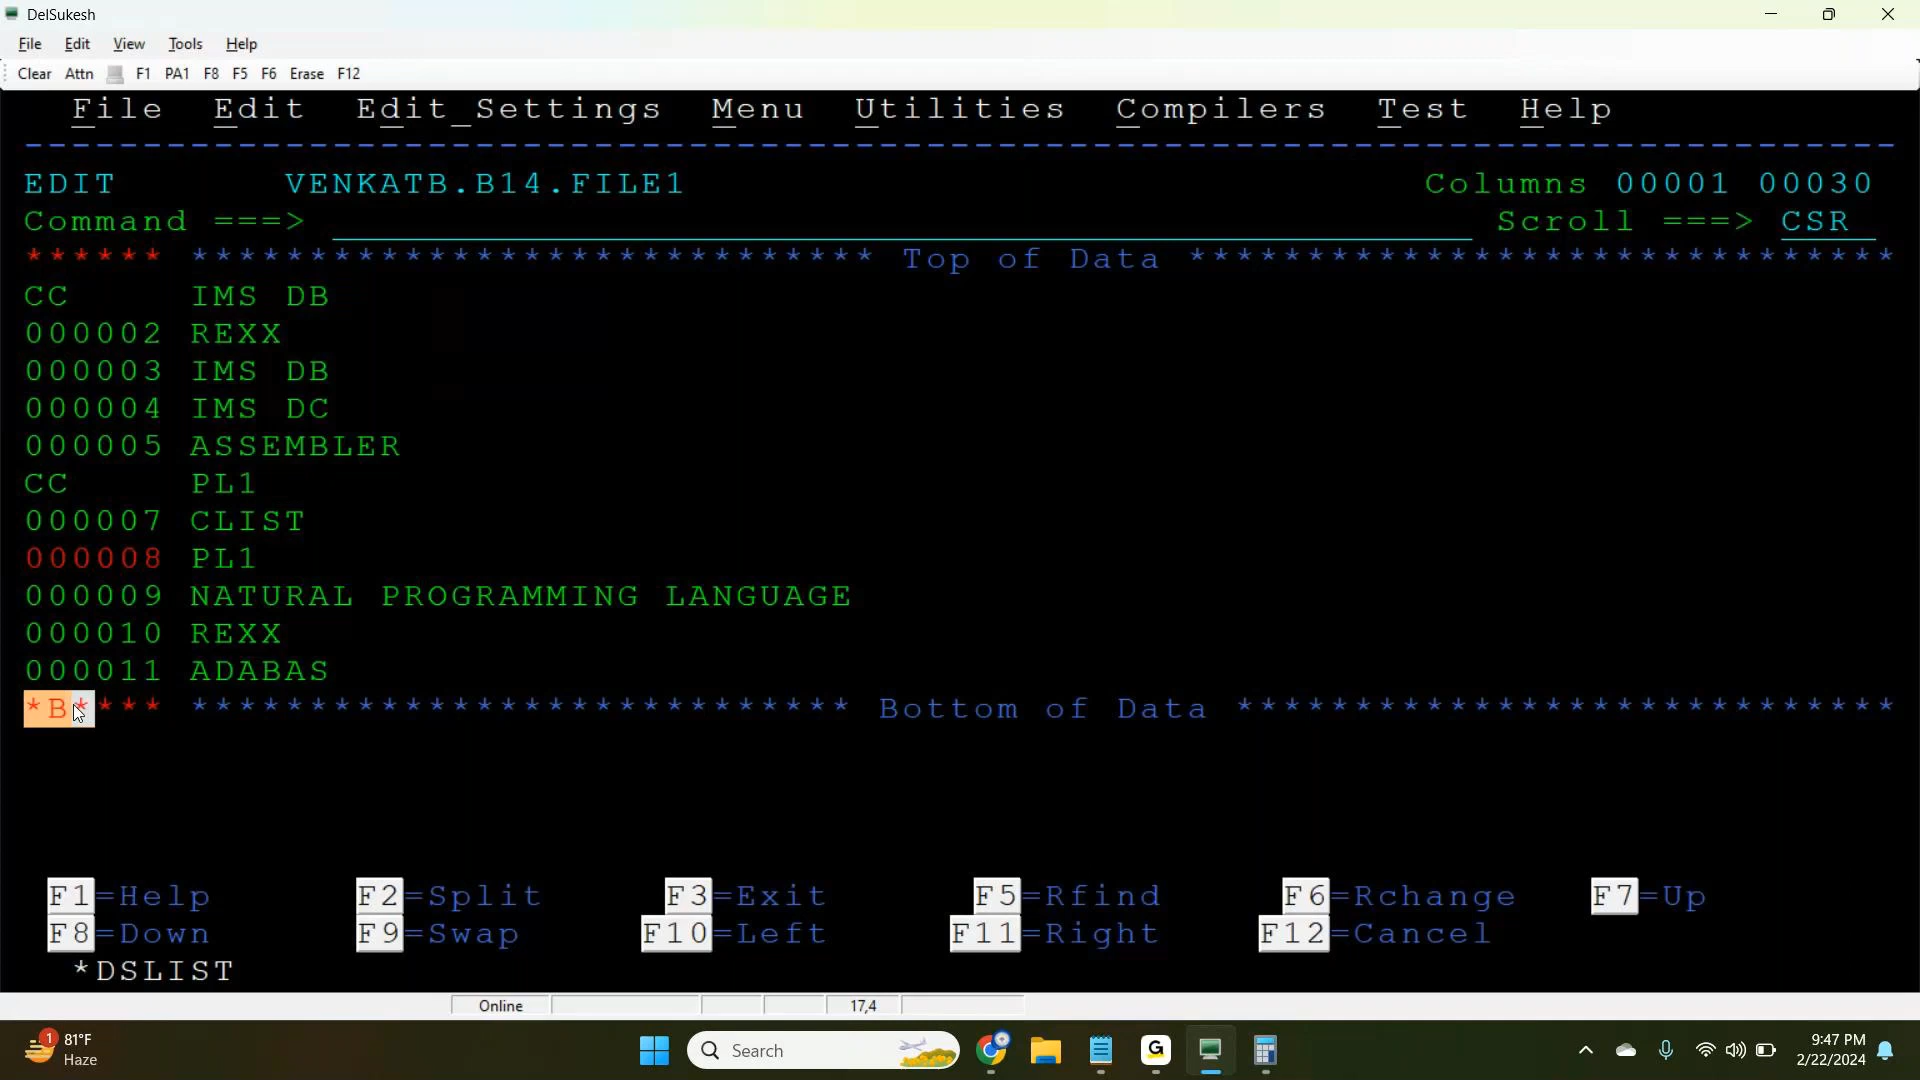 DelSukesh
File Edit View Tools Help
Clear Attn F1 PA1 F8 F5 F6 Erase F12
File Edit Edit_Settings Menu Utilities Compilers Test Help
-------------------------------------------------------------------------------
EDIT VENKATB.B14.FILE1 Columns 00001 00030
Command ===> Scroll ===> CSR
****** ***************************** Top of Data ******************************
CC IMS DB
000002 REXX
000003 IMS DB
000004 IMS DC
000005 ASSEMBLER
CC PL1
000007 CLIST
000008 PL1
000009 NATURAL PROGRAMMING LANGUAGE
000010 REXX
000011 ADABAS
*B**** **************************** Bottom of Data ****************************
F1=Help F2=Split F3=Exit F5=Rfind F6=Rchange F7=Up
F8=Down F9=Swap F10=Left F11=Right F12=Cancel
*DSLIST
Online 17,4
1 81°F
Haze
Search
G
9:47 PM
2/22/2024